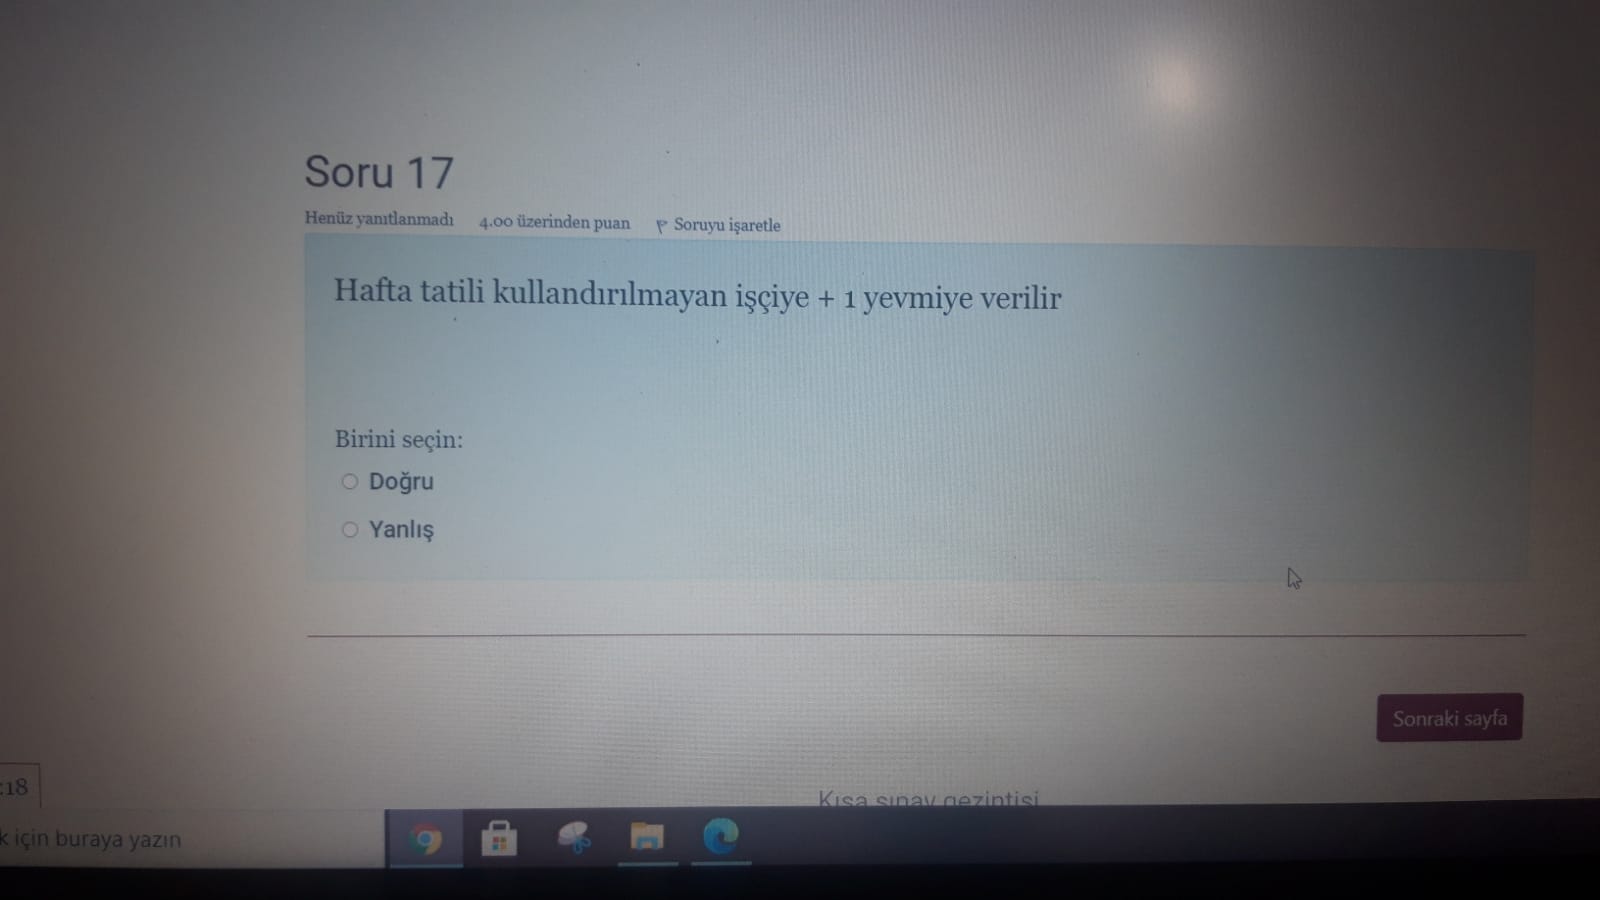 Soru 17
Henüz yanıtlanmadı 4.00 üzerinden puan Soruyu işaretle
Hafta tatili kullandırılmayan işçiye + 1 yevmiye verilir
Birini seçin:
Doğru
Yanlış
Sonraki sayfa
:18
Kısa sınav gezintisi
k için buraya yazın